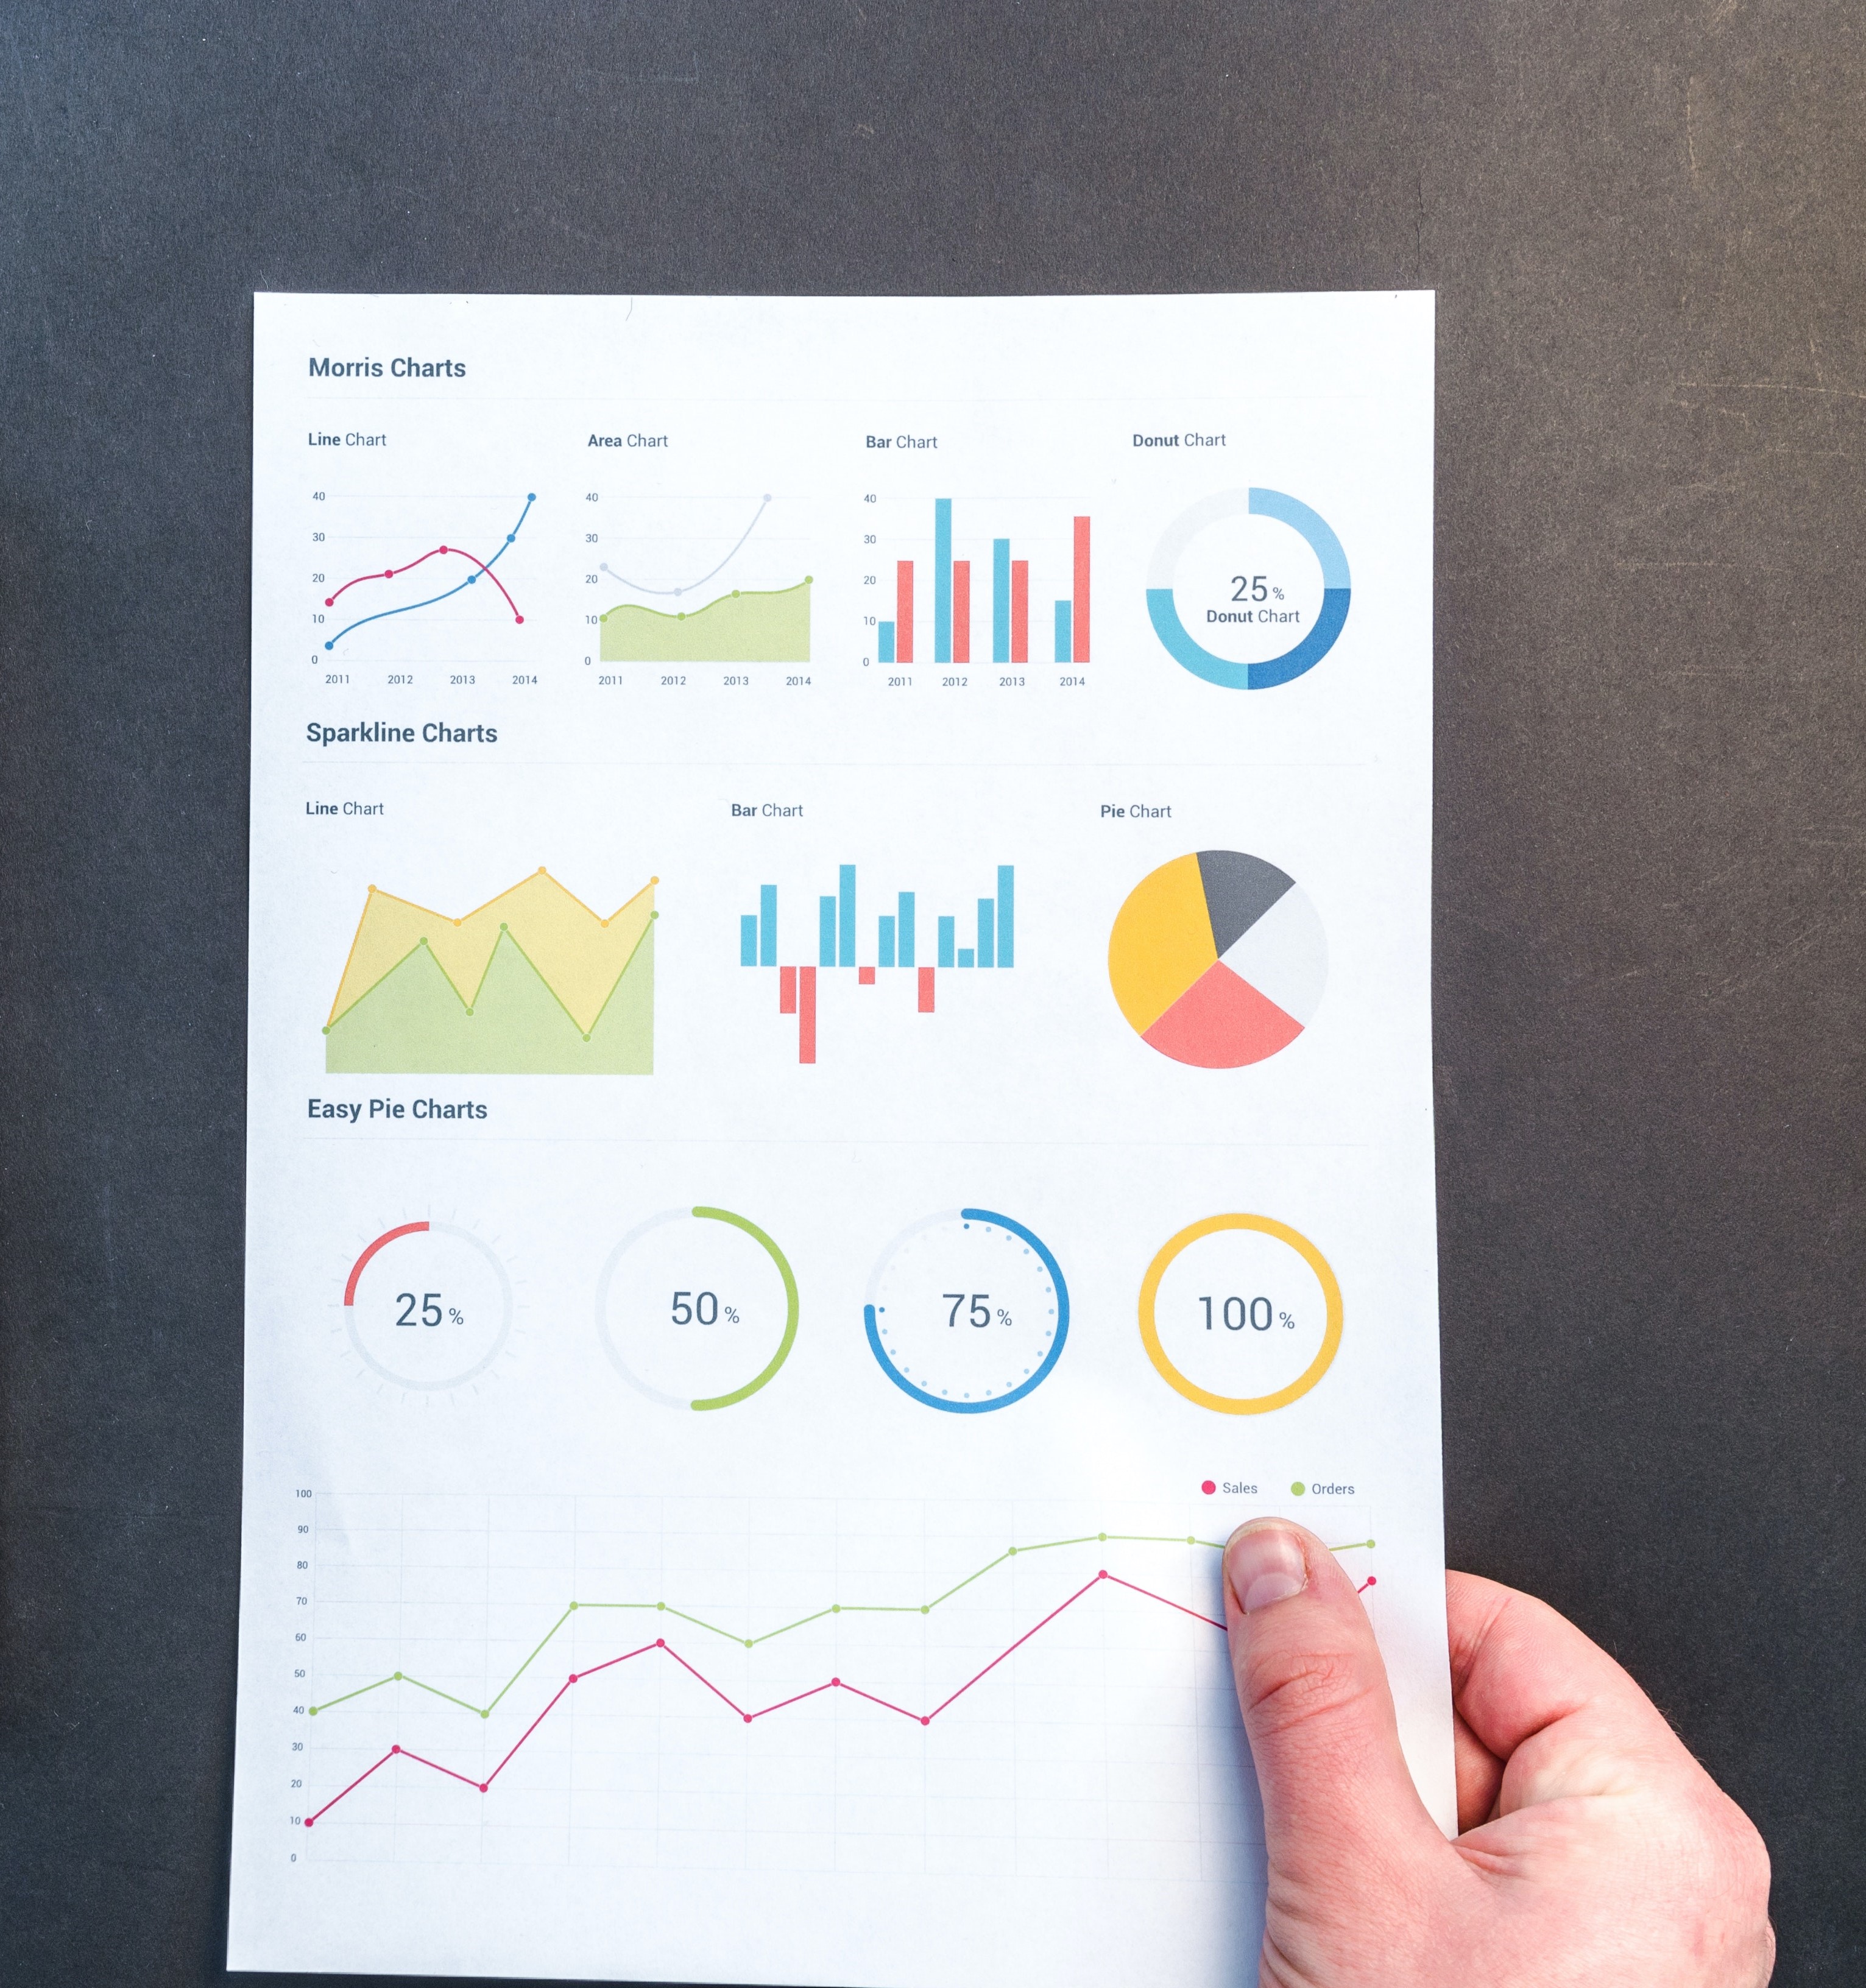 Morris Charts
Line Chart
Area Chart
Bar Chart
Donut Chart
40
30
20
10
0
2011 2012 2013 2014
40
30
20
10
0
2011 2012 2013 2014
40
30
20
10
0
2011 2012 2013 2014
25 %
Donut Chart
Sparkline Charts
Line Chart
Bar Chart
Pie Chart
Easy Pie Charts
25 %
50 %
75 %
100 %
Sales
Orders
100
90
80
70
60
50
40
30
20
10
0